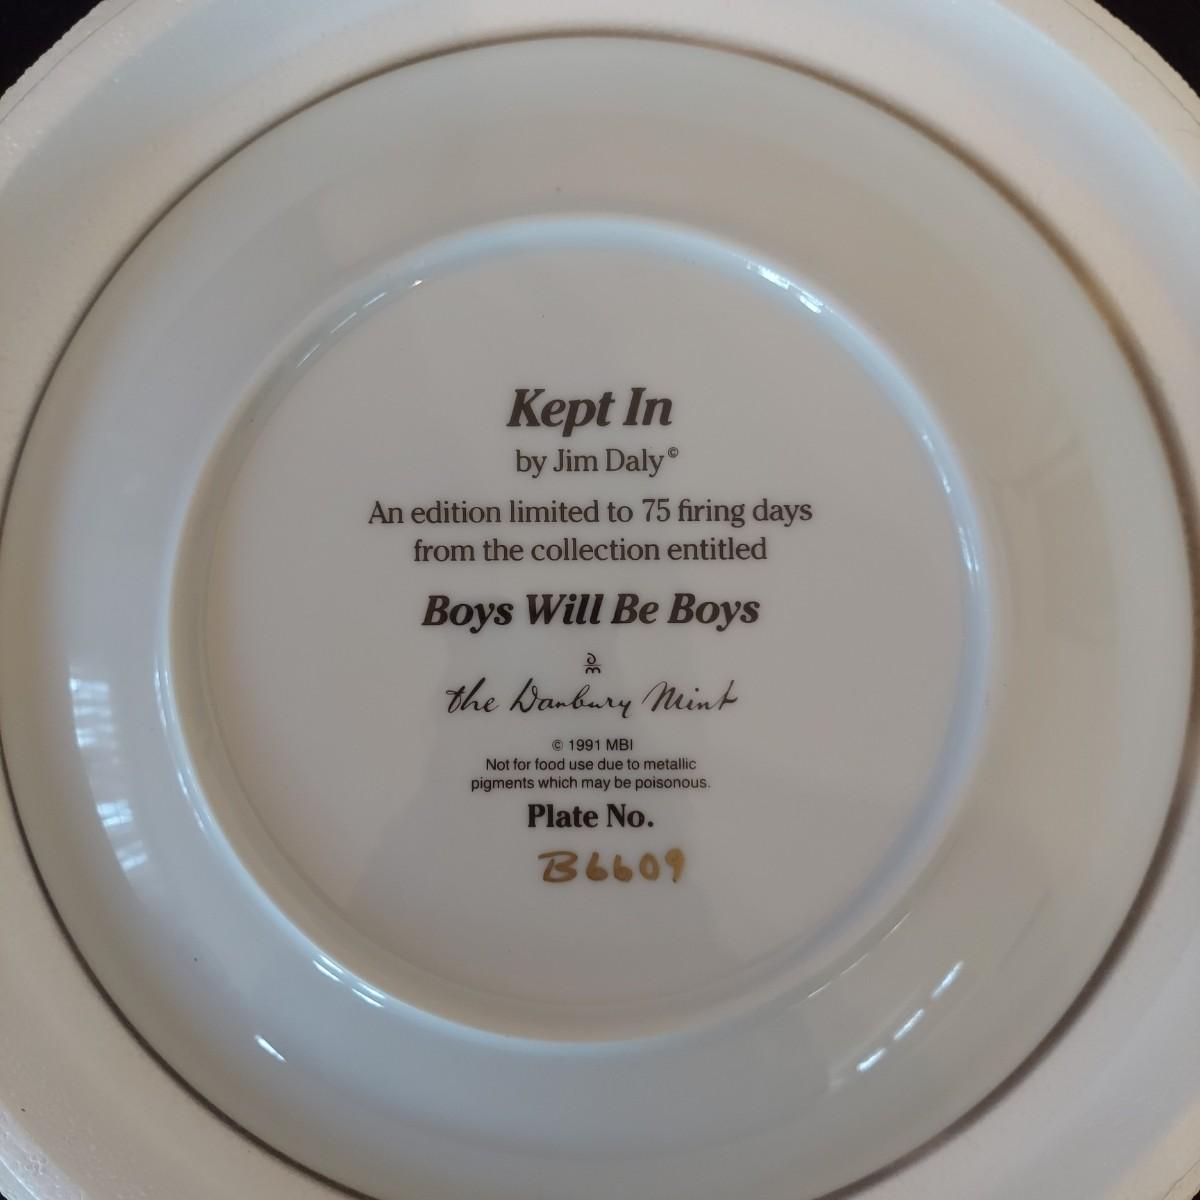 Kept In
by Jim Daly©
An edition limited to 75 firing days
from the collection entitled
Boys Will Be Boys
the Danbury Mint
© 1991 MBI
Not for food use due to metallic
pigments which may be poisonous.
Plate No.
B6609